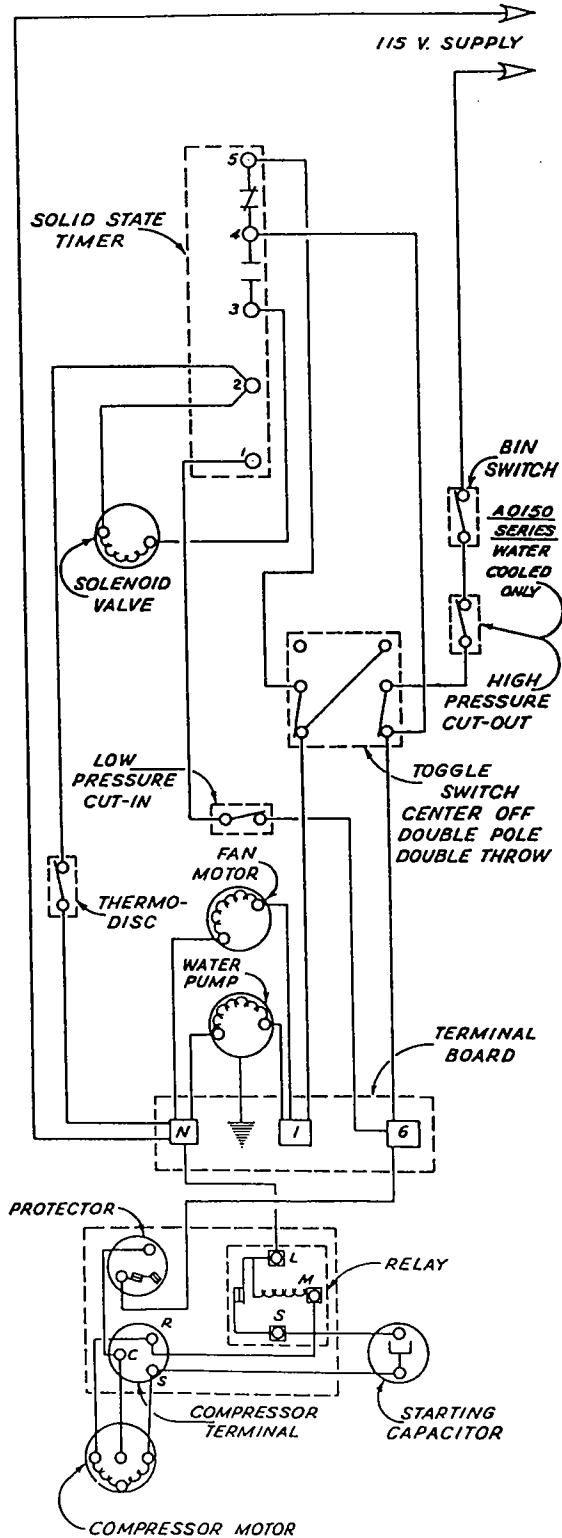 115 V. SUPPLY
5
SOLID STATE
TIMER
4
3
2
1
BIN
SWITCH
AQ150
SERIES
WATER
COOLED
ONLY
SOLENOID
VALVE
HIGH
PRESSURE
CUT-OUT
LOW
PRESSURE
CUT-IN
TOGGLE
SWITCH
CENTER OFF
DOUBLE POLE
DOUBLE THROW
FAN
MOTOR
THERMO-
DISC
WATER
PUMP
TERMINAL
BOARD
N
1
6
PROTECTOR
L
RELAY
M
S
R
C
S
COMPRESSOR
TERMINAL
STARTING
CAPACITOR
COMPRESSOR MOTOR